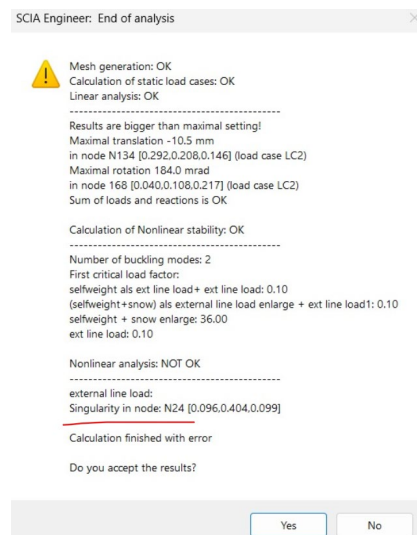 SCIA Engineer: End of analysis
Mesh generation: OK
Calculation of static load cases: OK
Linear analysis: OK
--------------------------------------------
Results are bigger than maximal setting!
Maximal translation -10.5 mm
in node N134 [0.292,0.208,0.146] (load case LC2)
Maximal rotation 184.0 mrad
in node 168 [0.040,0.108,0.217] (load case LC2)
Sum of loads and reactions is OK
Calculation of Nonlinear stability: OK
--------------------------------------------
Number of buckling modes: 2
First critical load factor:
selfweight als ext line load+ ext line load: 0.10
(selfweight+snow) als external line load enlarge + ext line load1: 0.10
selfweight + snow enlarge: 36.00
ext line load: 0.10
Nonlinear analysis: NOT OK
--------------------------------------------
external line load:
Singularity in node: N24 [0.096,0.404,0.099]
Calculation finished with error
Do you accept the results?
Yes No